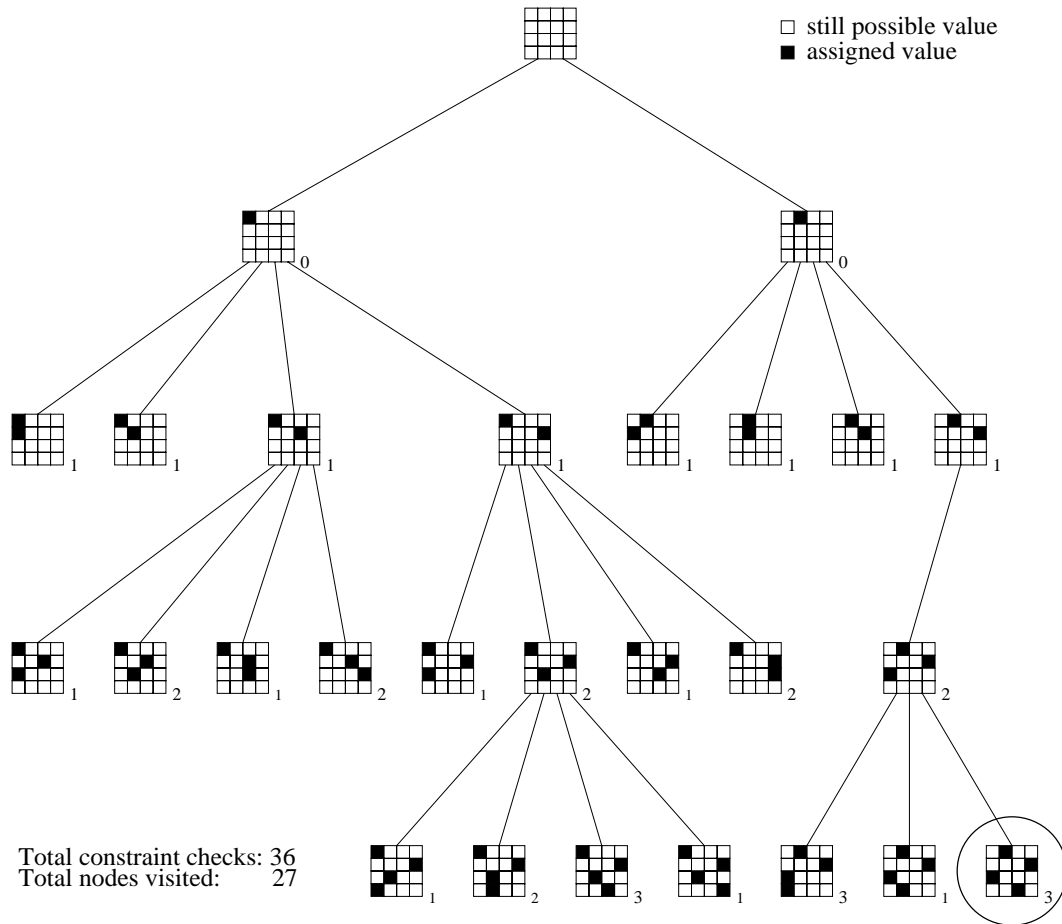 still possible value
assigned value
0 0
1 1 1 1 1 1 1 1
1 2 1 2 1 2 1 2 2
1 2 3 1 3 1 3
Total constraint checks: 36
Total nodes visited: 27